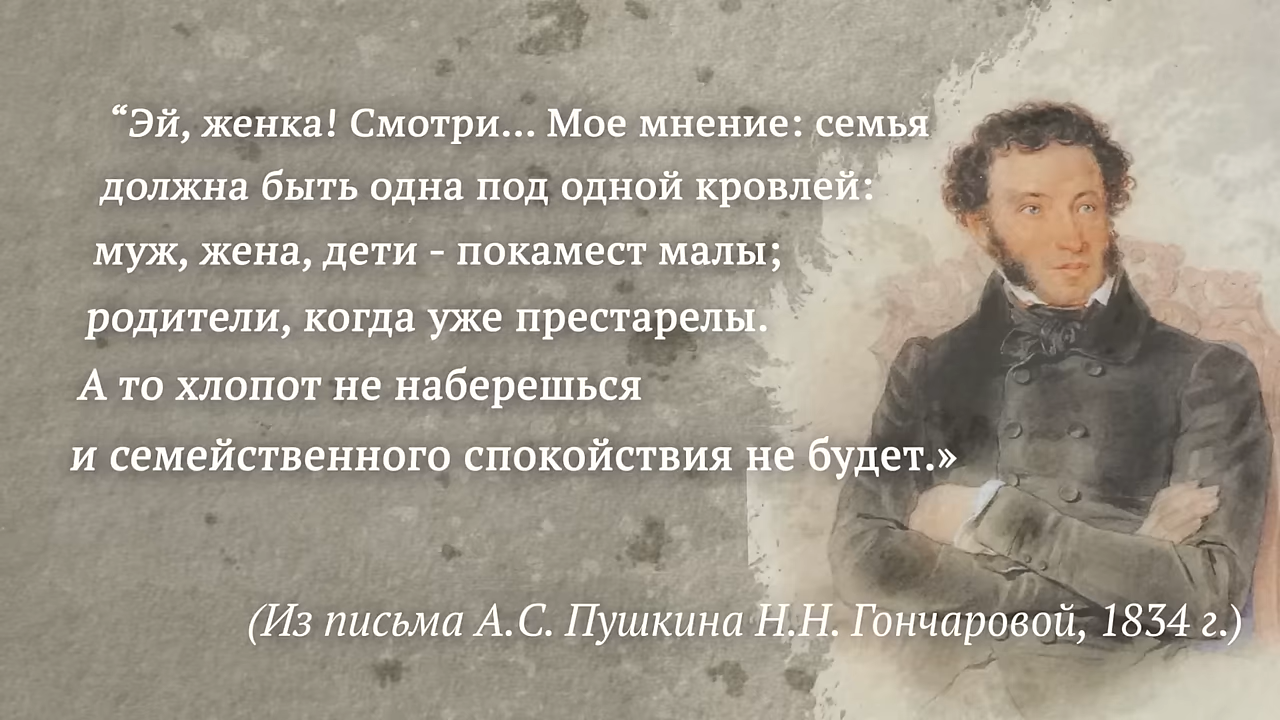 “Эй, женка! Смотри... Мое мнение: семья
должна быть одна под одной кровлей:
муж, жена, дети - покамест малы;
родители, когда уже престарелы.
А то хлопот не наберешься
и семейственного спокойствия не будет.»
(Из письма А.С. Пушкина Н.Н. Гончаровой, 1834 г.)